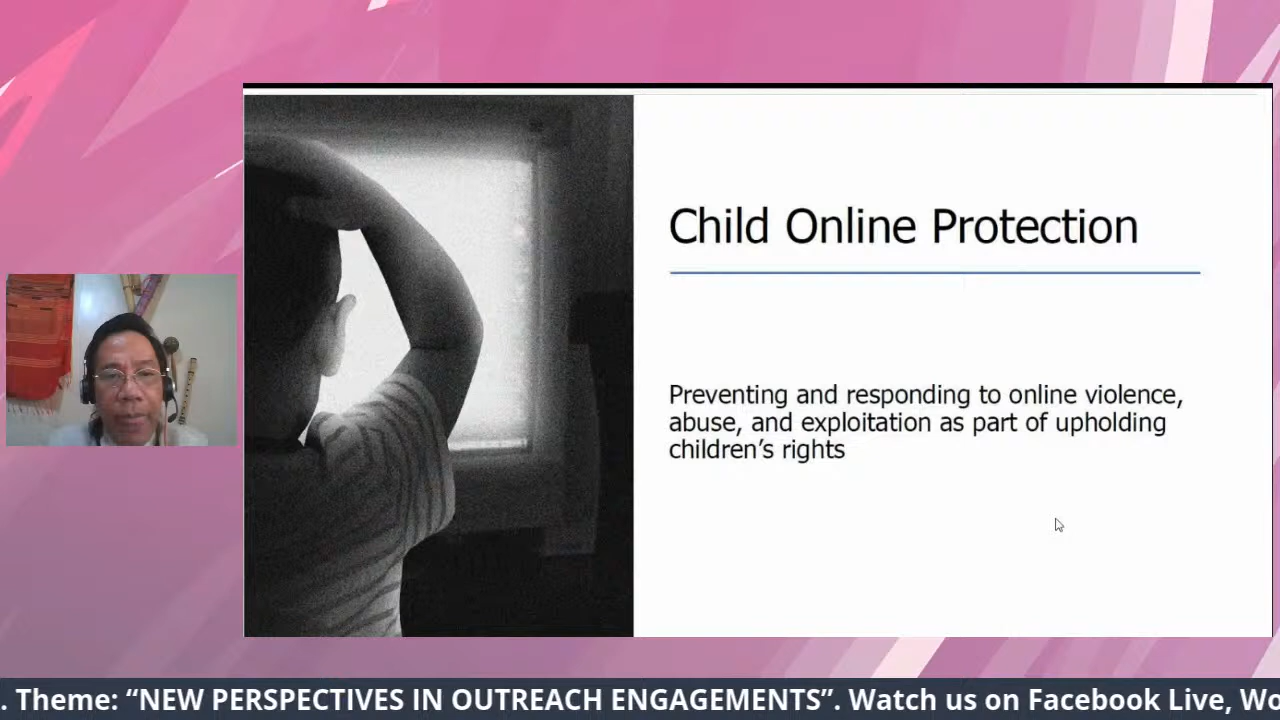 Child Online Protection
Preventing and responding to online violence,
abuse, and exploitation as part of upholding
children’s rights
. Theme: “NEW PERSPECTIVES IN OUTREACH ENGAGEMENTS”. Watch us on Facebook Live,